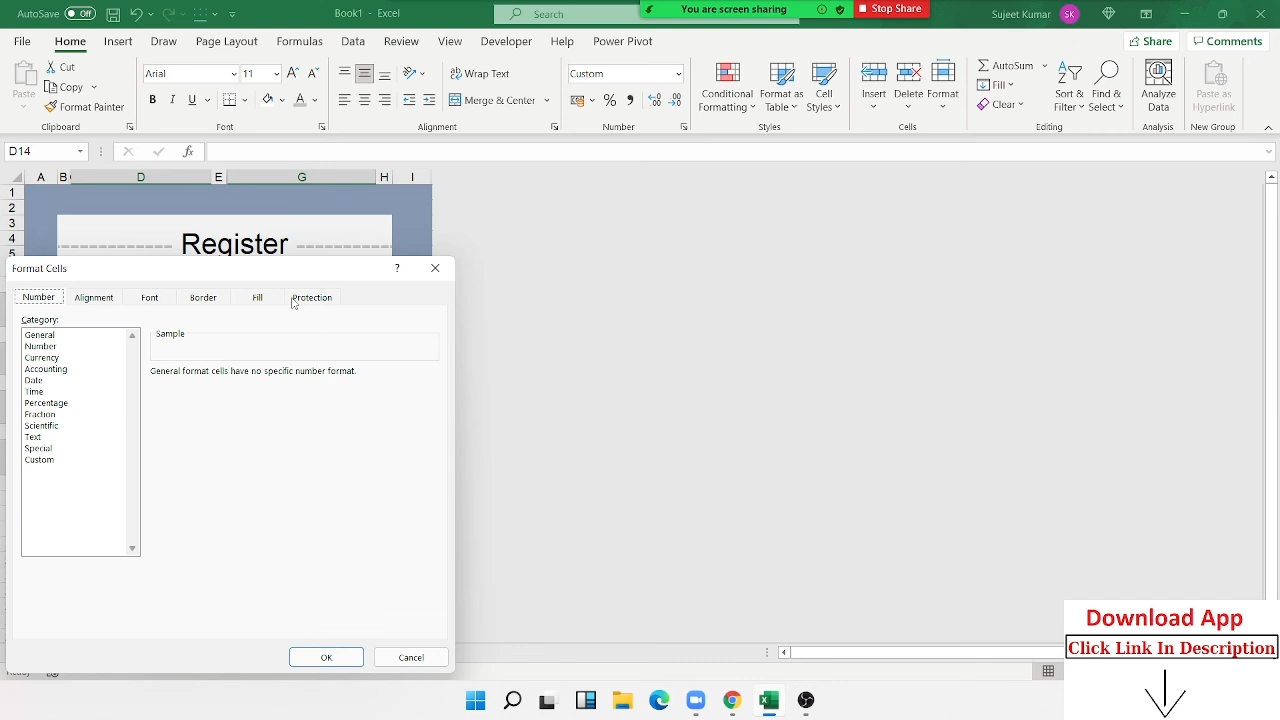 AutoSave Off
Book1 - Excel
Search
You are screen sharing
Stop Share
Sujeet Kumar
SK
File Home Insert Draw Page Layout Formulas Data Review View Developer Help Power Pivot
Share
Comments
Paste
Cut
Copy
Format Painter
Clipboard
Arial
11
B I U
Font
Wrap Text
Merge & Center
Alignment
Custom
Number
Conditional Formatting
Format as Table
Cell Styles
Styles
Insert
Delete
Format
Cells
AutoSum
Fill
Clear
Sort & Filter
Find & Select
Editing
Analyze Data
Analysis
Paste as Hyperlink
New Group
D14
fx
A B D E G H I
1
2
3
4
5
Register
Format Cells
?
Number Alignment Font Border Fill Protection
Category:
General
Number
Currency
Accounting
Date
Time
Percentage
Fraction
Scientific
Text
Special
Custom
Sample
General format cells have no specific number format.
OK
Cancel
Download App
Click Link In Description